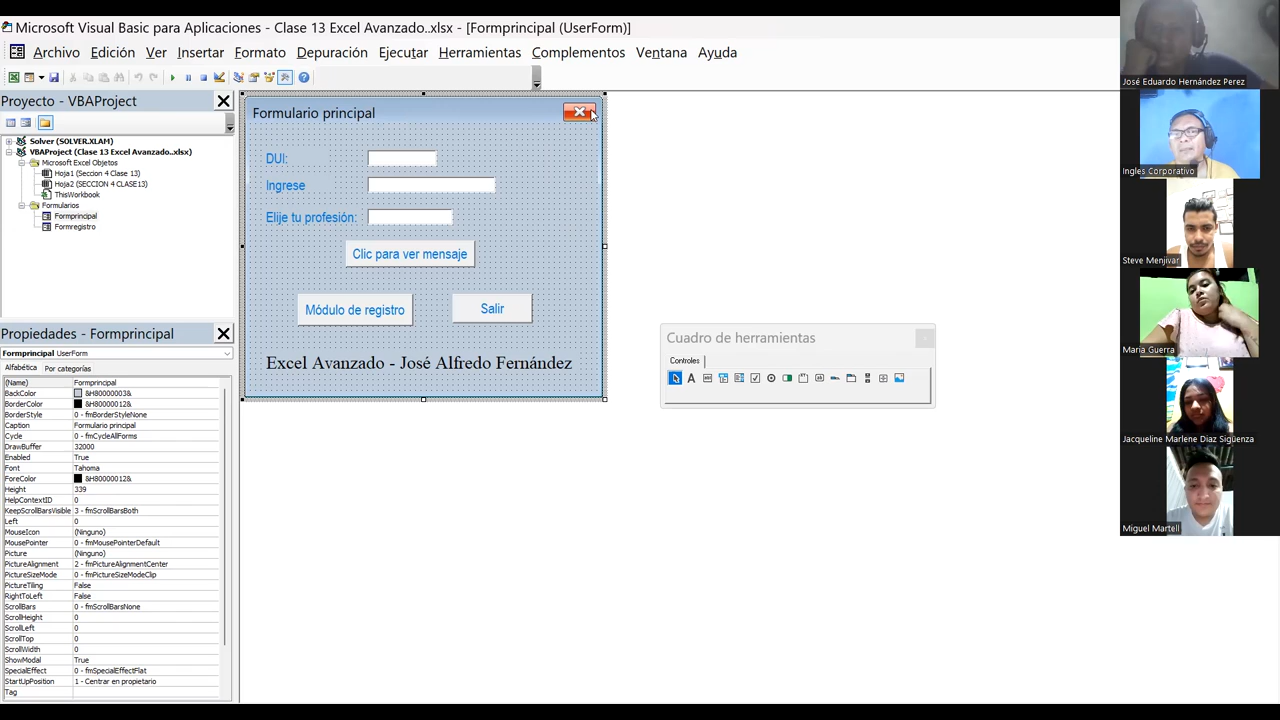 Microsoft Visual Basic para Aplicaciones - Clase 13 Excel Avanzado..xlsx - [Formprincipal (UserForm)]
Archivo Edición Ver Insertar Formato Depuración Ejecutar Herramientas Complementos Ventana Ayuda
Proyecto - VBAProject
Solver (SOLVER.XLAM)
VBAProject (Clase 13 Excel Avanzado..xlsx)
Microsoft Excel Objetos
Hoja1 (Seccion 4 Clase 13)
Hoja2 (SECCION 4 CLASE13)
ThisWorkbook
Formularios
Formprincipal
Formregistro
Propiedades - Formprincipal
Formprincipal UserForm
Alfabética Por categorías
(Name) Formprincipal
BackColor &H80000003&
BorderColor &H80000012&
BorderStyle 0 - fmBorderStyleNone
Caption Formulario principal
Cycle 0 - fmCycleAllForms
DrawBuffer 32000
Enabled True
Font Tahoma
ForeColor &H80000012&
Height 339
HelpContextID 0
KeepScrollBarsVisible 3 - fmScrollBarsBoth
Left 0
MouseIcon (Ninguno)
MousePointer 0 - fmMousePointerDefault
Picture (Ninguno)
PictureAlignment 2 - fmPictureAlignmentCenter
PictureSizeMode 0 - fmPictureSizeModeClip
PictureTiling False
RightToLeft False
ScrollBars 0 - fmScrollBarsNone
ScrollHeight 0
ScrollLeft 0
ScrollTop 0
ScrollWidth 0
ShowModal True
SpecialEffect 0 - fmSpecialEffectFlat
StartUpPosition 1 - Centrar en propietario
Tag
Formulario principal
DUI:
Ingrese
Elije tu profesión:
Clic para ver mensaje
Módulo de registro Salir
Excel Avanzado - José Alfredo Fernández
Cuadro de herramientas
Controles
José Eduardo Hernández Perez
Ingles Corporativo
Steve Menjivar
Maria Guerra
Jacqueline Marlene Diaz Sigüenza
Miguel Martell